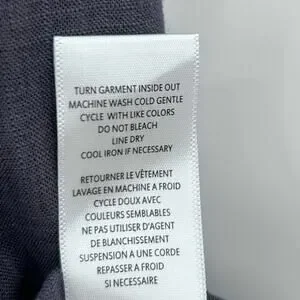 TURN GARMENT INSIDE OUT
MACHINE WASH COLD GENTLE
CYCLE WITH LIKE COLORS
DO NOT BLEACH
LINE DRY
COOL IRON IF NECESSARY
RETOURNER LE VÊTEMENT
LAVAGE EN MACHINE A FROID
CYCLE DOUX AVEC
COULEURS SEMBLABLES
NE PAS UTILISER D'AGENT
DE BLANCHISSEMENT
SUSPENSION A UNE CORDE
REPASSER A FROID
SI NECESSAIRE